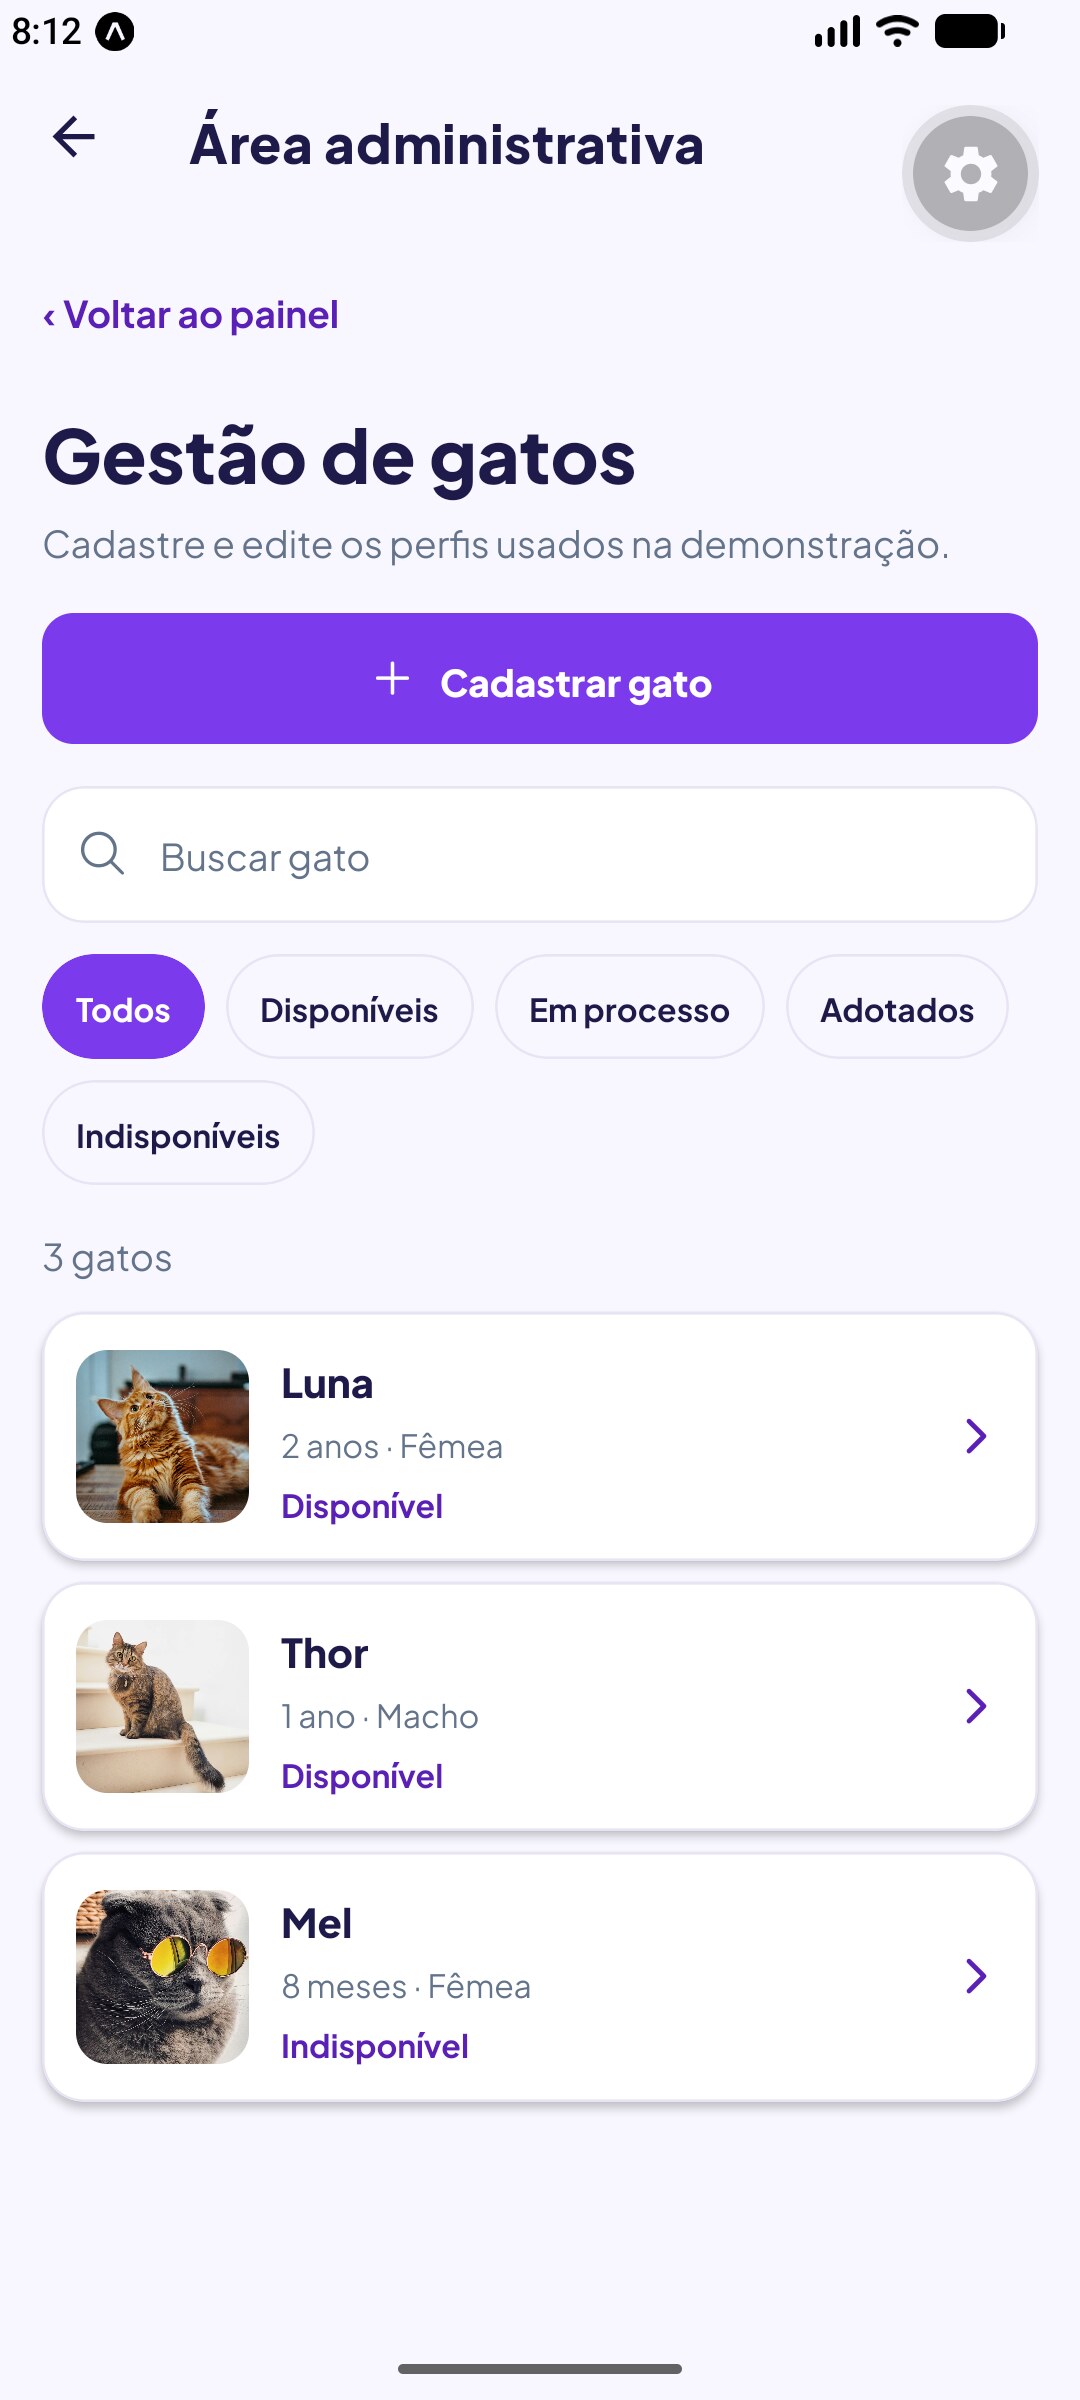 8:12
Área administrativa
‹ Voltar ao painel
Gestão de gatos
Cadastre e edite os perfis usados na demonstração.
Cadastrar gato
Buscar gato
Todos Disponíveis Em processo Adotados
Indisponíveis
3 gatos
Luna
2 anos · Fêmea
Disponível
Thor
1 ano · Macho
Disponível
Mel
8 meses · Fêmea
Indisponível